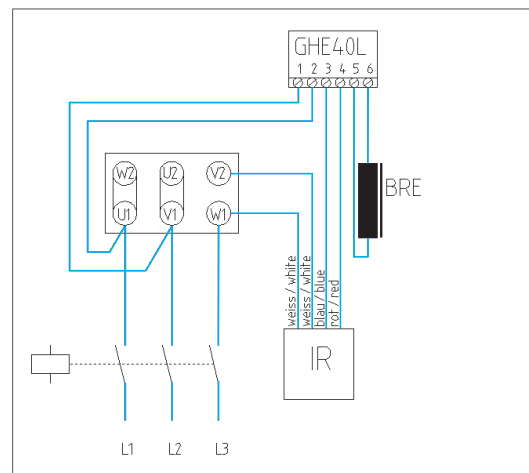 GHE40L
1 2 3 4 5 6
W2 U2 V2
U1 V1 W1
BRE
weiss / white
weiss / white
blau / blue
rot / red
IR
L1 L2 L3